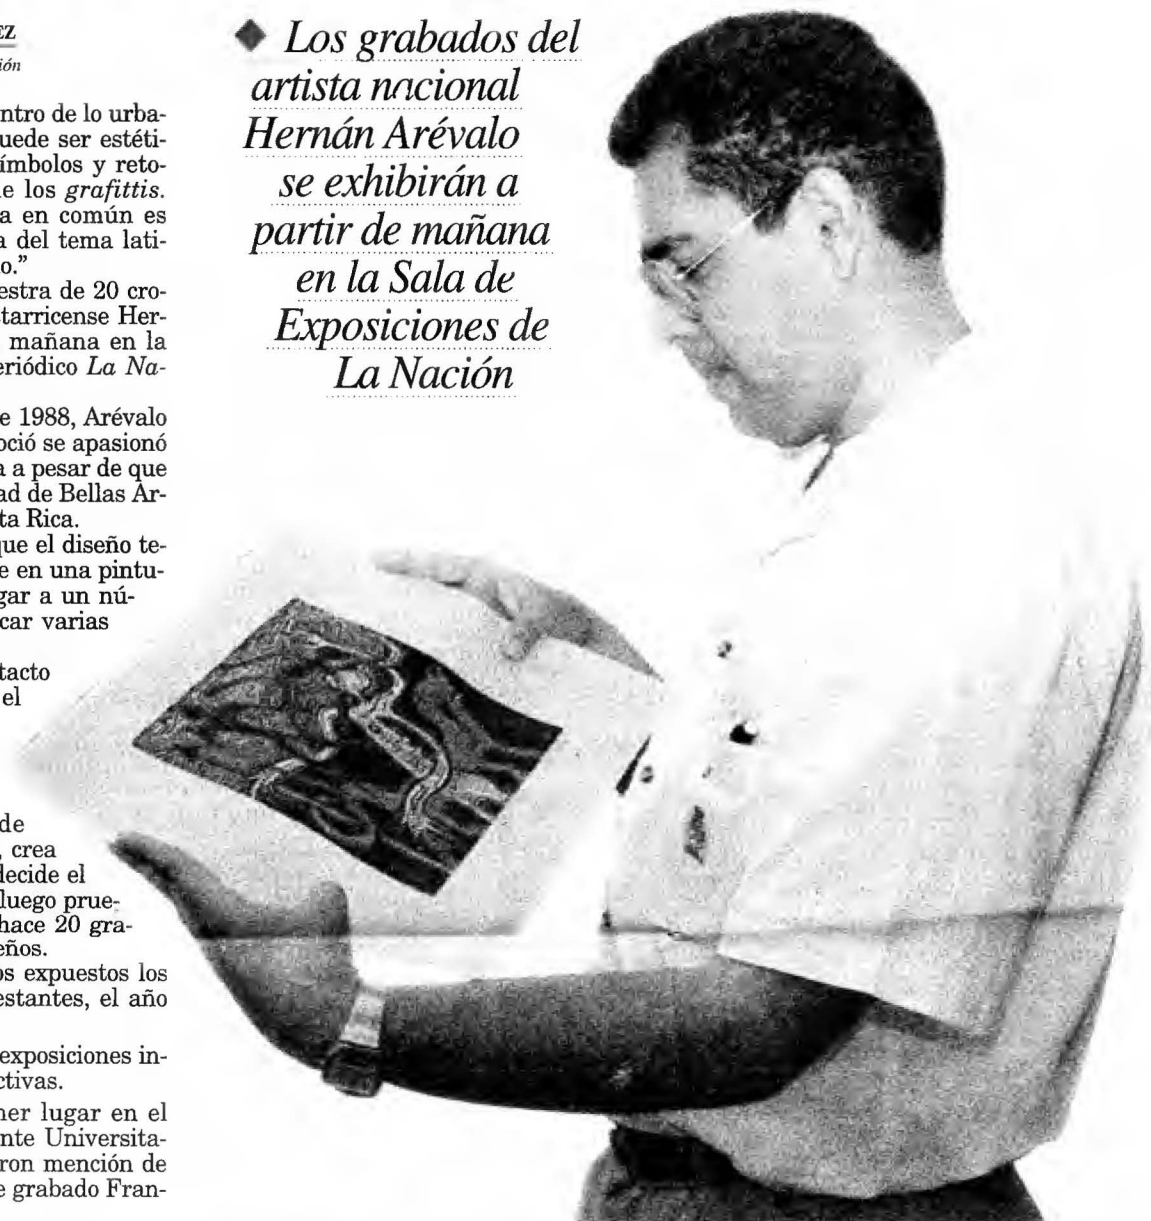 EZ
ión
ntro de lo urba-
uede ser estéti-
ímbolos y reto-
e los grafittis.
a en común es
a del tema lati-
o.”
estra de 20 cro-
starricense Her-
mañana en la
eriódico La Na-
e 1988, Arévalo
oció se apasionó
a a pesar de que
ad de Bellas Ar-
ta Rica.
que el diseño te-
e en una pintu-
gar a un nú-
car varias
tacto
el
de
, crea
decide el
luego prue-
hace 20 gra-
eños.
os expuestos los
estantes, el año
exposiciones in-
ctivas.
ner lugar en el
nte Universita-
ron mención de
e grabado Fran-
◆ Los grabados del
artista nacional
Hernán Arévalo
se exhibirán a
partir de mañana
en la Sala de
Exposiciones de
La Nación